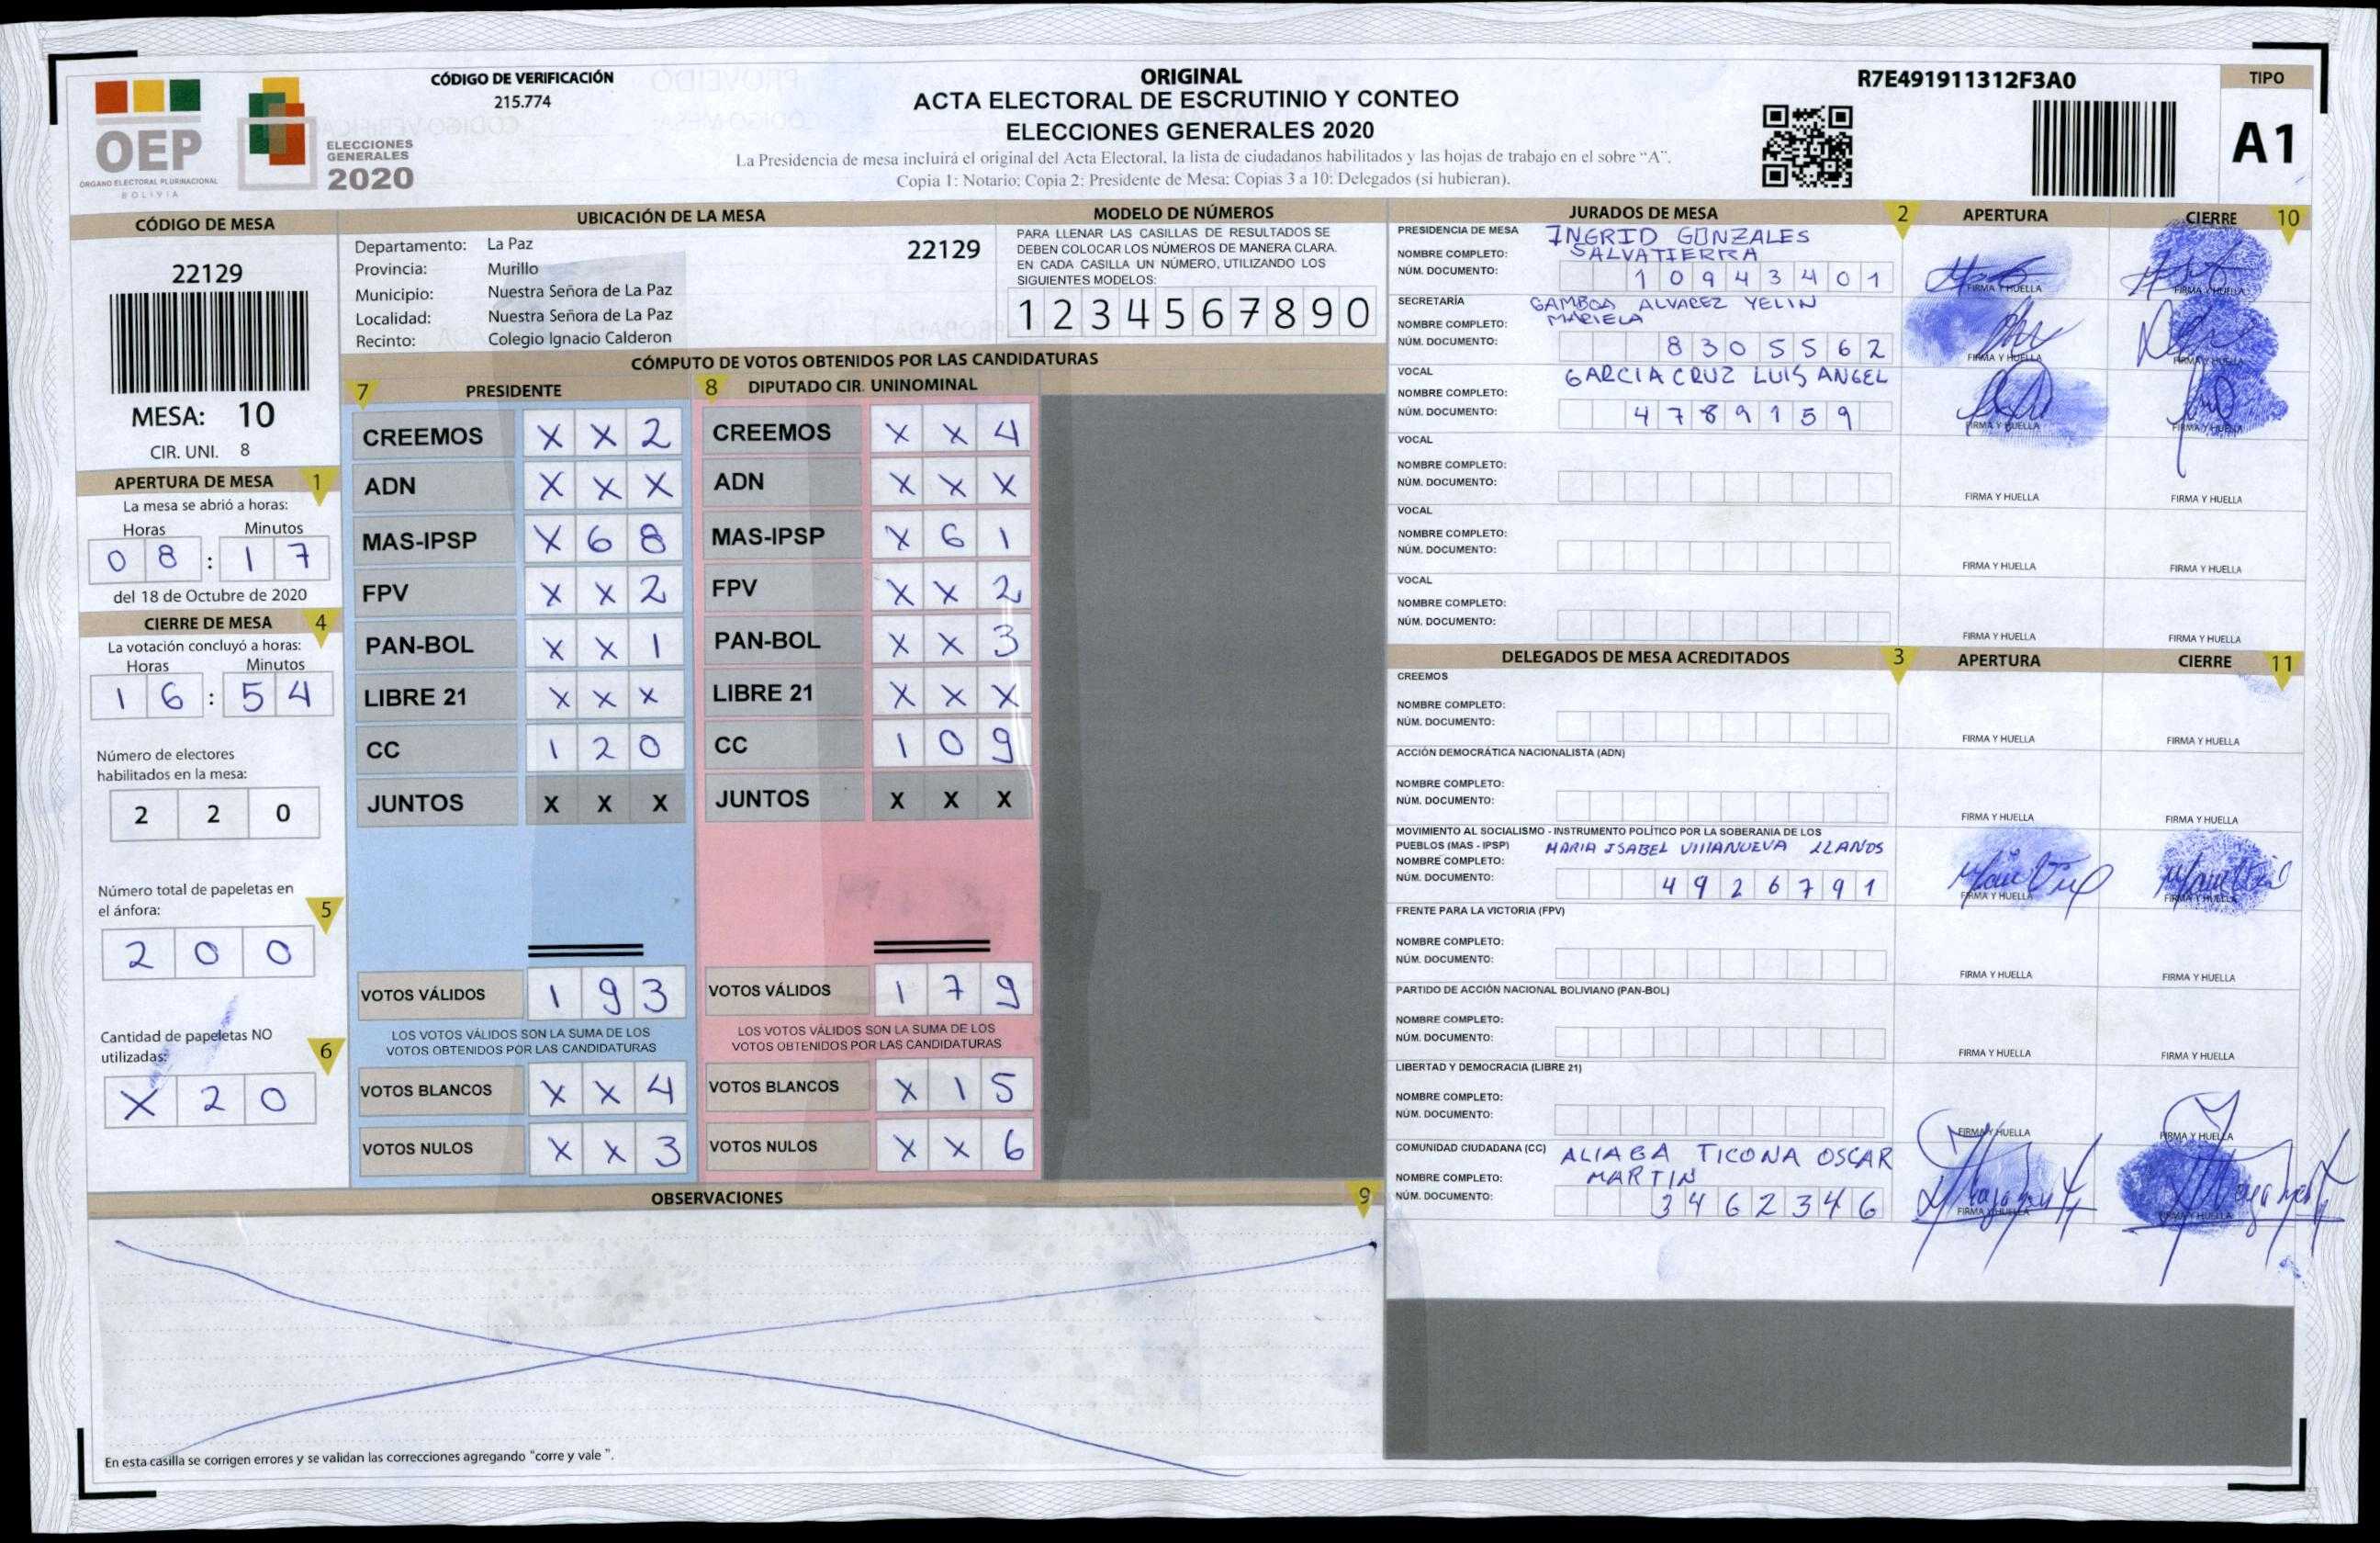 OEP
ÓRGANO ELECTORAL PLURINACIONAL
BOLIVIA
ELECCIONES
GENERALES
2020
CÓDIGO DE VERIFICACIÓN
215.774
ORIGINAL
ACTA ELECTORAL DE ESCRUTINIO Y CONTEO
ELECCIONES GENERALES 2020
La Presidencia de mesa incluirá el original del Acta Electoral, la lista de ciudadanos habilitados y las hojas de trabajo en el sobre "A".
Copia 1: Notario; Copia 2: Presidente de Mesa; Copias 3 a 10: Delegados (si hubieran).
R7E491911312F3A0
TIPO
A1
CÓDIGO DE MESA
22129
MESA: 10
CIR. UNI. 8
APERTURA DE MESA 1
La mesa se abrió a horas:
Horas Minutos
0 8 : 1 7
del 18 de Octubre de 2020
CIERRE DE MESA 4
La votación concluyó a horas:
Horas Minutos
1 6 : 5 4
Número de electores
habilitados en la mesa:
2 2 0
Número total de papeletas en
el ánfora: 5
2 0 0
Cantidad de papeletas NO
utilizadas: 6
X 2 0
UBICACIÓN DE LA MESA
Departamento: La Paz 22129
Provincia: Murillo
Municipio: Nuestra Señora de La Paz
Localidad: Nuestra Señora de La Paz
Recinto: Colegio Ignacio Calderon
MODELO DE NÚMEROS
PARA LLENAR LAS CASILLAS DE RESULTADOS SE
DEBEN COLOCAR LOS NÚMEROS DE MANERA CLARA.
EN CADA CASILLA UN NÚMERO, UTILIZANDO LOS
SIGUIENTES MODELOS:
1 2 3 4 5 6 7 8 9 0
CÓMPUTO DE VOTOS OBTENIDOS POR LAS CANDIDATURAS
7 PRESIDENTE
CREEMOS X X 2
ADN X X X
MAS-IPSP X 6 8
FPV X X 2
PAN-BOL X X 1
LIBRE 21 X X X
CC 1 2 0
JUNTOS X X X
VOTOS VÁLIDOS 1 9 3
LOS VOTOS VÁLIDOS SON LA SUMA DE LOS
VOTOS OBTENIDOS POR LAS CANDIDATURAS
VOTOS BLANCOS X X 4
VOTOS NULOS X X 3
8 DIPUTADO CIR. UNINOMINAL
CREEMOS X X 4
ADN X X X
MAS-IPSP X 6 1
FPV X X 2
PAN-BOL X X 3
LIBRE 21 X X X
CC 1 0 9
JUNTOS X X X
VOTOS VÁLIDOS 1 7 9
LOS VOTOS VÁLIDOS SON LA SUMA DE LOS
VOTOS OBTENIDOS POR LAS CANDIDATURAS
VOTOS BLANCOS X 1 5
VOTOS NULOS X X 6
OBSERVACIONES 9
En esta casilla se corrigen errores y se validan las correcciones agregando "corre y vale ".
JURADOS DE MESA 2 APERTURA CIERRE 10
PRESIDENCIA DE MESA INGRID GONZALES
NOMBRE COMPLETO: SALVATIERRA
NÚM. DOCUMENTO: 1 0 9 4 3 4 0 1
FIRMA Y HUELLA FIRMA Y HUELLA
SECRETARÍA GAMBOA ALVAREZ YELIN
NOMBRE COMPLETO: MARIELA
NÚM. DOCUMENTO: 8 3 0 5 5 6 2
FIRMA Y HUELLA FIRMA Y HUELLA
VOCAL GARCIA CRUZ LUIS ANGEL
NOMBRE COMPLETO:
NÚM. DOCUMENTO: 4 7 8 9 1 5 9
FIRMA Y HUELLA FIRMA Y HUELLA
VOCAL
NOMBRE COMPLETO:
NÚM. DOCUMENTO:
FIRMA Y HUELLA FIRMA Y HUELLA
VOCAL
NOMBRE COMPLETO:
NÚM. DOCUMENTO:
FIRMA Y HUELLA FIRMA Y HUELLA
VOCAL
NOMBRE COMPLETO:
NÚM. DOCUMENTO:
FIRMA Y HUELLA FIRMA Y HUELLA
DELEGADOS DE MESA ACREDITADOS 3 APERTURA CIERRE 11
CREEMOS
NOMBRE COMPLETO:
NÚM. DOCUMENTO:
FIRMA Y HUELLA FIRMA Y HUELLA
ACCIÓN DEMOCRÁTICA NACIONALISTA (ADN)
NOMBRE COMPLETO:
NÚM. DOCUMENTO:
FIRMA Y HUELLA FIRMA Y HUELLA
MOVIMIENTO AL SOCIALISMO - INSTRUMENTO POLÍTICO POR LA SOBERANIA DE LOS
PUEBLOS (MAS - IPSP) MARIA ISABEL VILLANUEVA LLANOS
NOMBRE COMPLETO:
NÚM. DOCUMENTO: 4 9 2 6 7 9 1
FIRMA Y HUELLA FIRMA Y HUELLA
FRENTE PARA LA VICTORIA (FPV)
NOMBRE COMPLETO:
NÚM. DOCUMENTO:
FIRMA Y HUELLA FIRMA Y HUELLA
PARTIDO DE ACCIÓN NACIONAL BOLIVIANO (PAN-BOL)
NOMBRE COMPLETO:
NÚM. DOCUMENTO:
FIRMA Y HUELLA FIRMA Y HUELLA
LIBERTAD Y DEMOCRACIA (LIBRE 21)
NOMBRE COMPLETO:
NÚM. DOCUMENTO:
FIRMA Y HUELLA FIRMA Y HUELLA
COMUNIDAD CIUDADANA (CC) ALIAGA TICONA OSCAR
NOMBRE COMPLETO: MARTIN
NÚM. DOCUMENTO: 3 4 6 2 3 4 6
FIRMA Y HUELLA FIRMA Y HUELLA